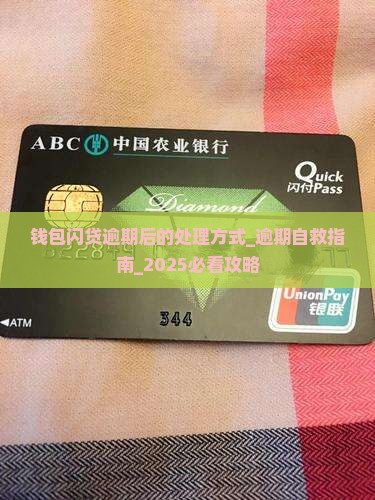 ABC 中国农业银行
Quick
闪付Pass
Diamond
钱包闪贷逾期后的处理方式_逾期自救指
南_2025必看攻略
UnionPay
银联
◀ATM
344